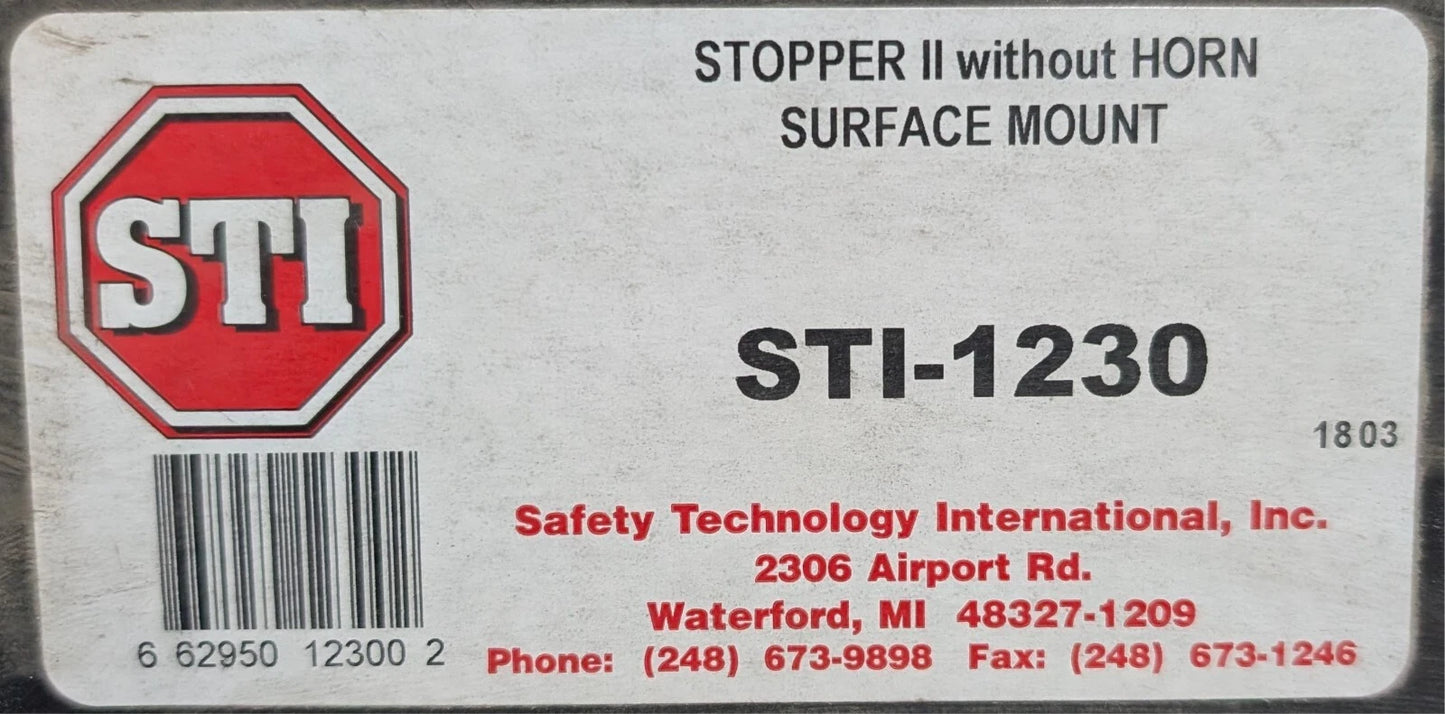 STOPPER II without HORN
SURFACE MOUNT
STI
STI-1230
1803
Safety Technology International, Inc.
2306 Airport Rd.
Waterford, MI 48327-1209
Phone: (248) 673-9898 Fax: (248) 673-1246
6 62950 12300 2